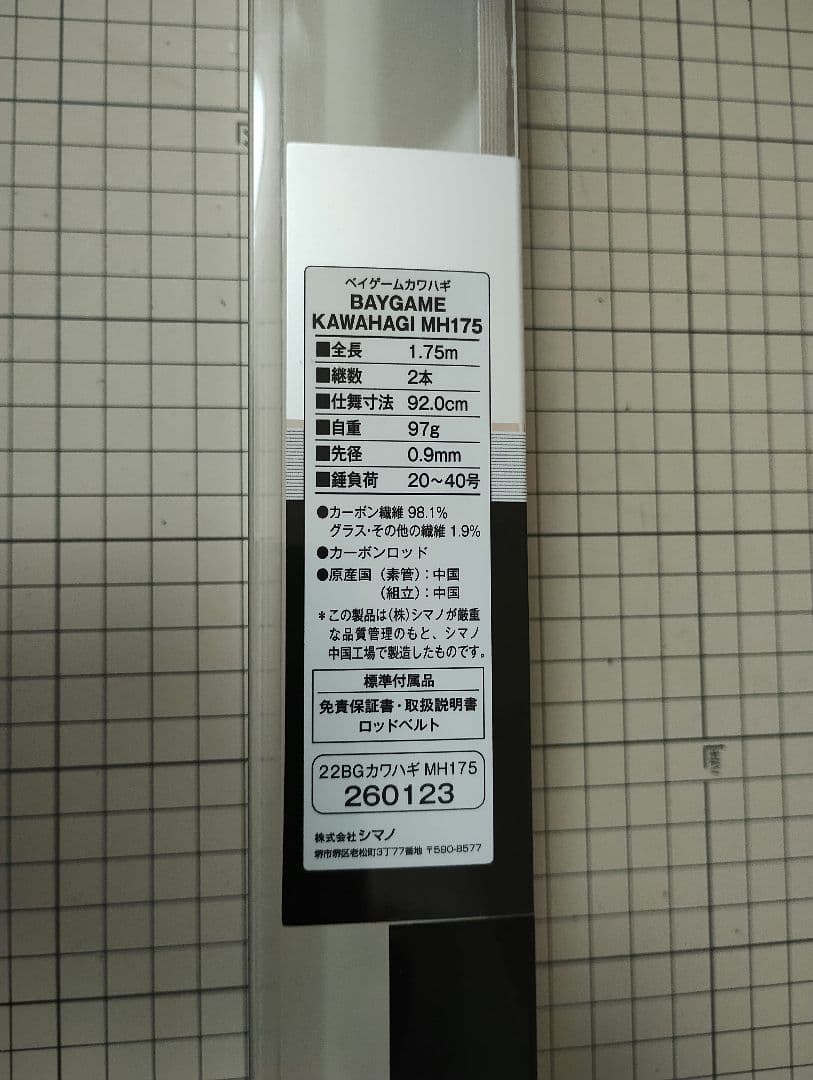 ベイゲームカワハギ
BAYGAME
KAWAHAGI MH175
■全長 1.75m
■継数 2本
■仕舞寸法 92.0cm
■自重 97g
■先径 0.9mm
■錘負荷 20〜40号
●カーボン繊維 98.1%
グラス・その他の繊維 1.9%
●カーボンロッド
●原産国（素管）：中国
（組立）：中国
＊この製品は(株)シマノが厳重
な品質管理のもと、シマノ
中国工場で製造したものです。
標準付属品
免責保証書・取扱説明書
ロッドベルト
22BGカワハギ MH175
260123
株式会社シマノ
堺市堺区老松町3丁77番地 〒590-8577